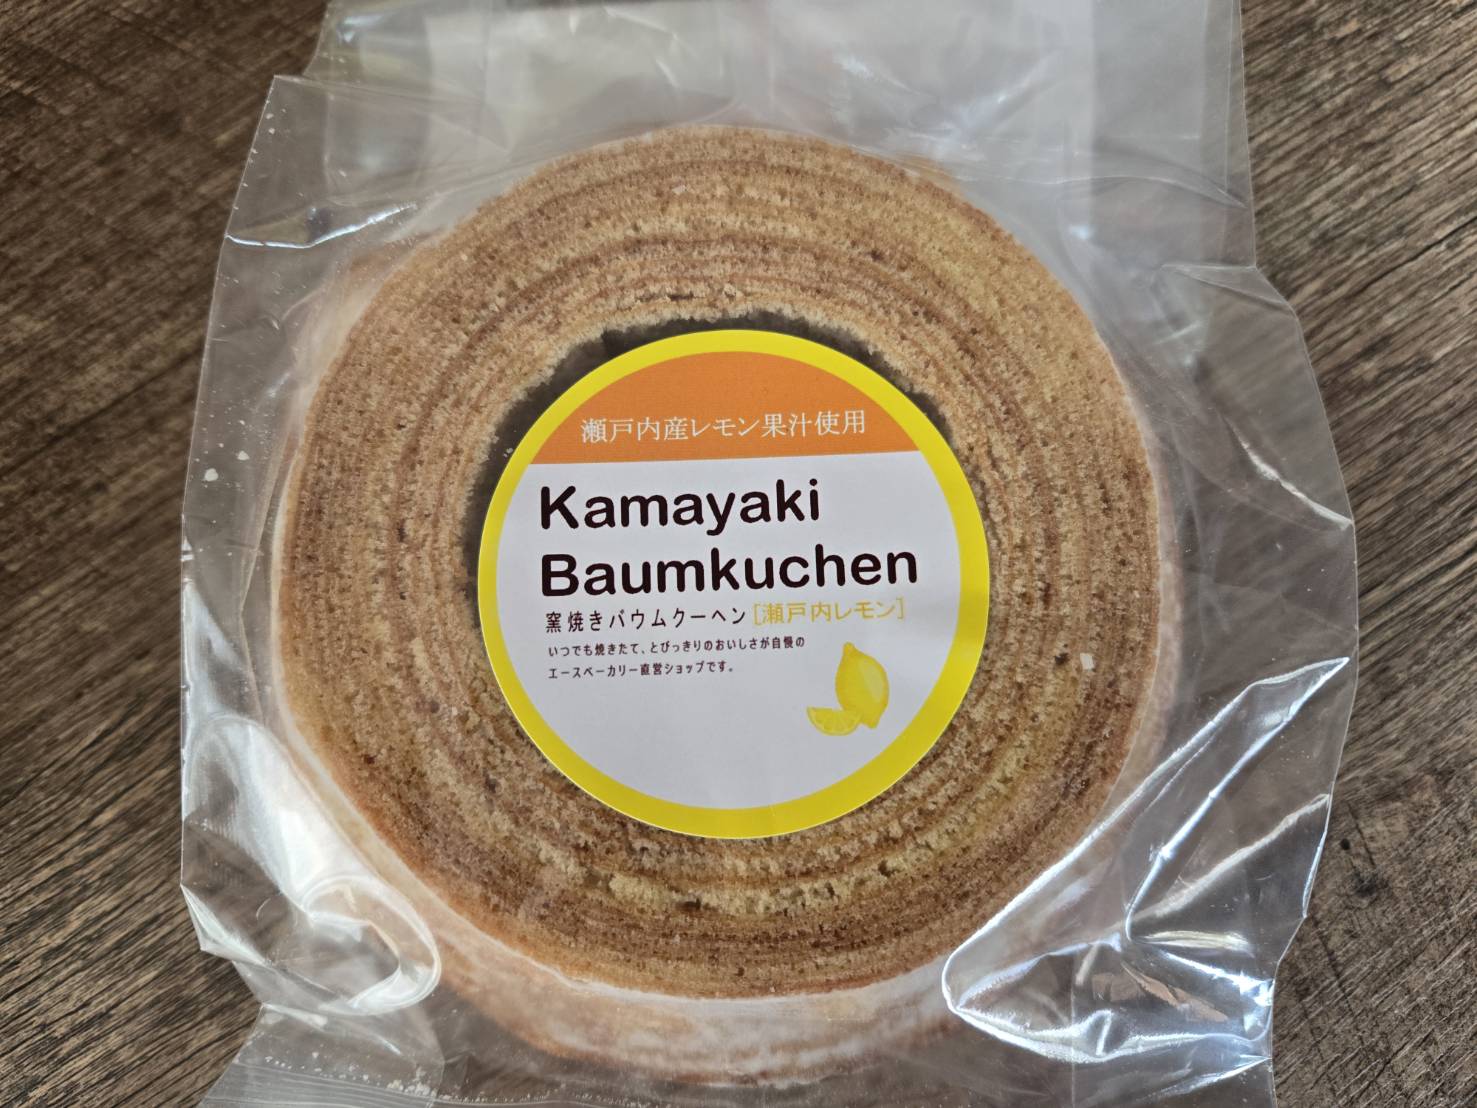 瀬戸内産レモン果汁使用
Kamayaki
Baumkuchen
窯焼きバウムクーヘン［瀬戸内レモン］
いつでも焼きたて、とびっきりのおいしさが自慢の
エースベーカリー直営ショップです。